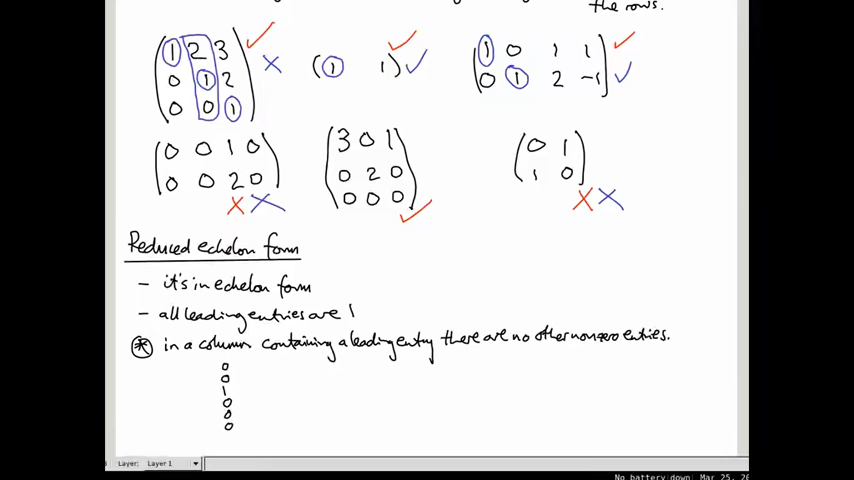 the rows.
1 2 3
0 1 2
0 0 1
(1 1)
1 0 1 1
0 1 2 -1
0 0 1 0
0 0 2 0
3 0 1
0 2 0
0 0 0
0 1
1 0
Reduced echelon form
- it's in echelon form
- all leading entries are 1
* in a column containing a leading entry there are no other nonzero entries.
0
0
1
0
0
0
Layer: Layer 1
No battery down Mar 25, 20